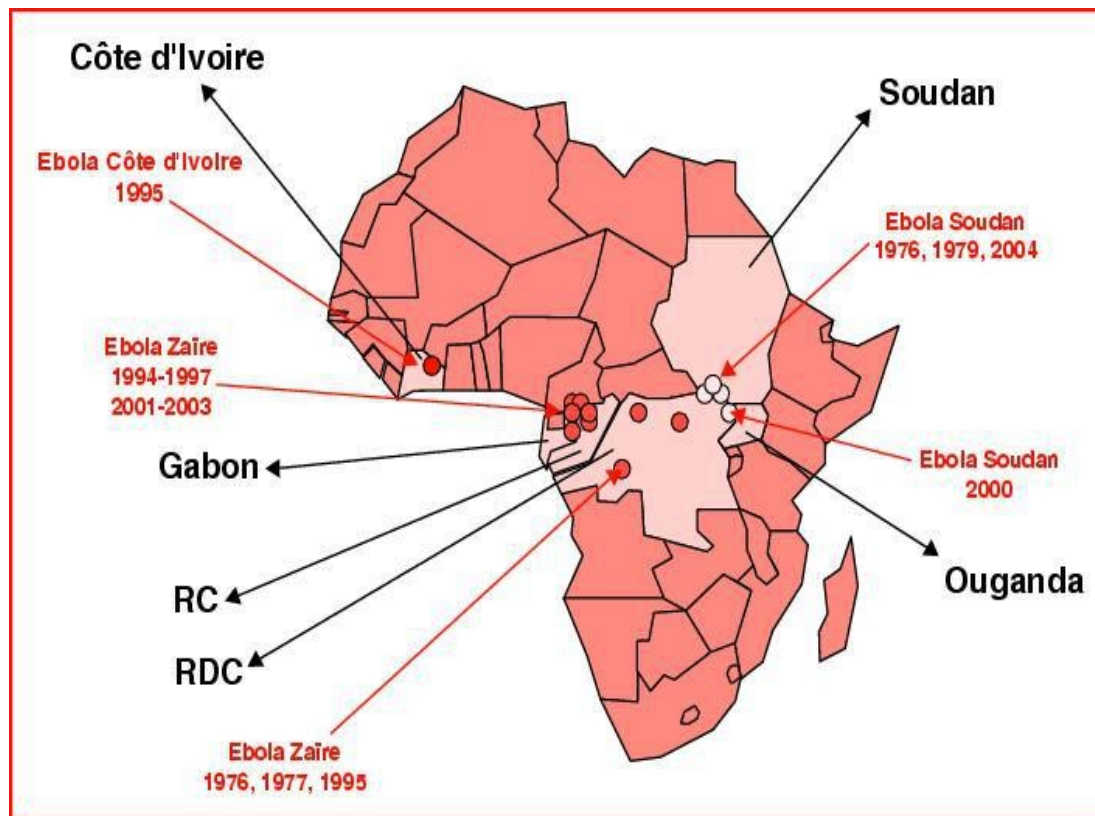 Côte d'Ivoire
Soudan
Ebola Côte d'Ivoire
1995
Ebola Soudan
1976, 1979, 2004
Ebola Zaïre
1994-1997
2001-2003
Gabon
Ebola Soudan
2000
RC
Ouganda
RDC
Ebola Zaïre
1976, 1977, 1995